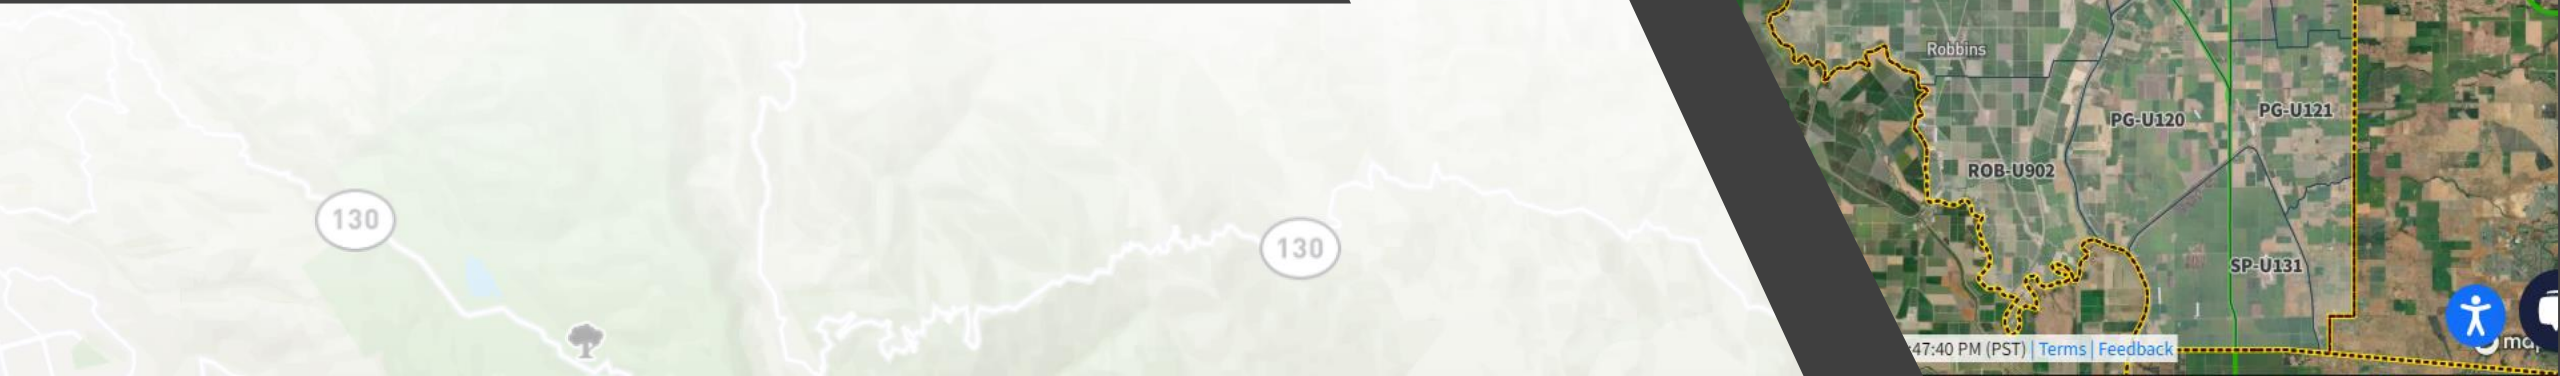 130
130
Robbins
PG-U120
PG-U121
ROB-U902
SP-U131
:47:40 PM (PST) | Terms | Feedback